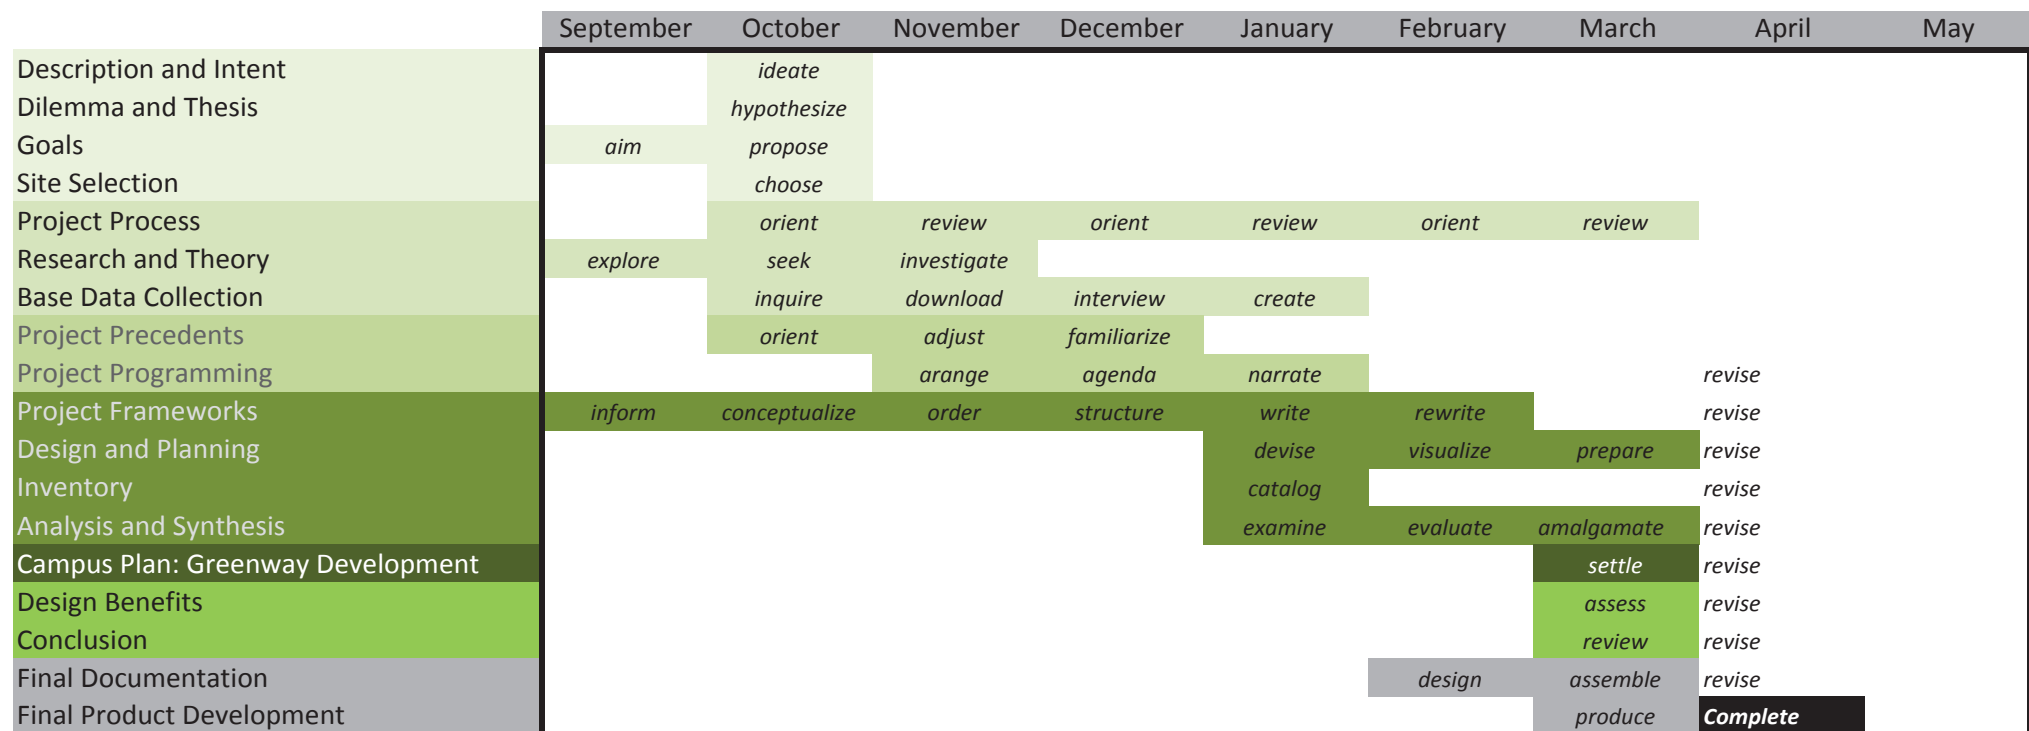 September October November December January February March April May
Description and Intent ideate
Dilemma and Thesis hypothesize
Goals aim propose
Site Selection choose
Project Process orient review orient review orient review
Research and Theory explore seek investigate
Base Data Collection inquire download interview create
Project Precedents orient adjust familiarize
Project Programming arange agenda narrate revise
Project Frameworks inform conceptualize order structure write rewrite revise
Design and Planning devise visualize prepare revise
Inventory catalog revise
Analysis and Synthesis examine evaluate amalgamate revise
Campus Plan: Greenway Development settle revise
Design Benefits assess revise
Conclusion review revise
Final Documentation design assemble revise
Final Product Development produce Complete